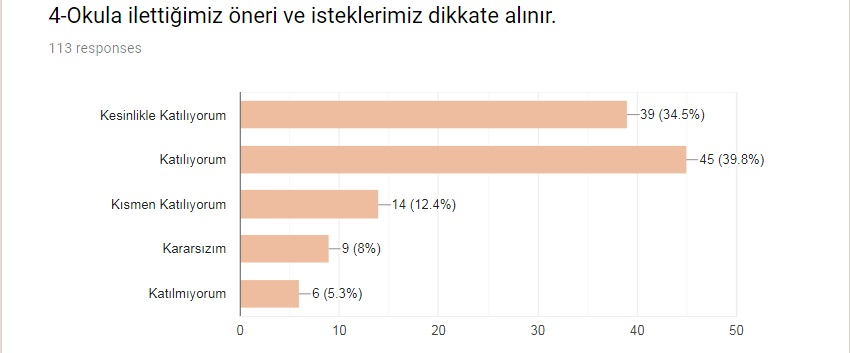 4-Okula ilettiğimiz öneri ve isteklerimiz dikkate alınır.
113 responses
Kesinlikle Katılıyorum 39 (34.5%)
Katılıyorum 45 (39.8%)
Kısmen Katılıyorum 14 (12.4%)
Kararsızım 9 (8%)
Katılmıyorum 6 (5.3%)
0 10 20 30 40 50